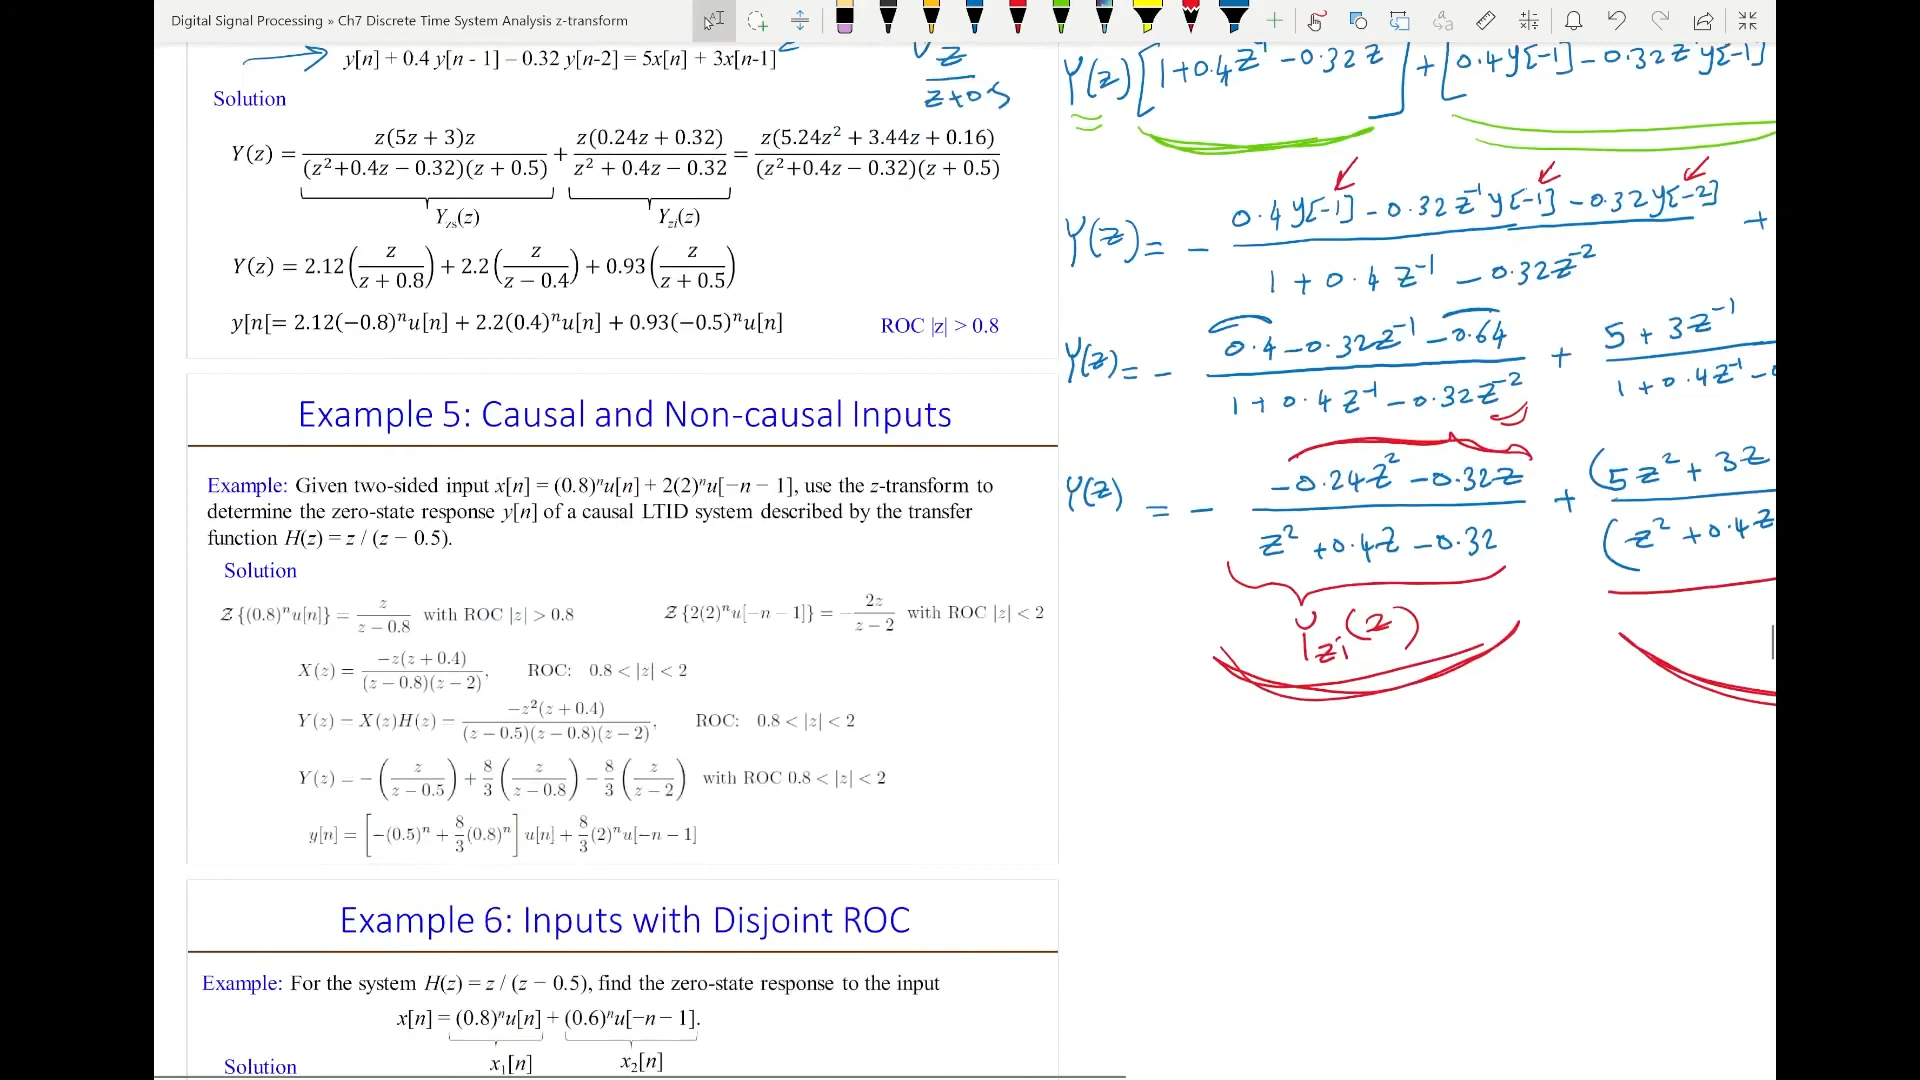 Digital Signal Processing » Ch7 Discrete Time System Analysis z-transform
y[n] + 0.4 y[n - 1] – 0.32 y[n-2] = 5x[n] + 3x[n-1]
z / z+0.5
Solution
Y(z) = z(5z + 3)z / (z²+0.4z − 0.32)(z + 0.5) + z(0.24z + 0.32) / z² + 0.4z − 0.32 = z(5.24z² + 3.44z + 0.16) / (z²+0.4z − 0.32)(z + 0.5)
Yzs(z) Yzi(z)
Y(z) = 2.12(z / z + 0.8) + 2.2(z / z − 0.4) + 0.93(z / z + 0.5)
y[n[= 2.12(−0.8)ⁿu[n] + 2.2(0.4)ⁿu[n] + 0.93(−0.5)ⁿu[n] ROC |z| > 0.8
Example 5: Causal and Non-causal Inputs
Example: Given two-sided input x[n] = (0.8)ⁿu[n] + 2(2)ⁿu[−n − 1], use the z-transform to
determine the zero-state response y[n] of a causal LTID system described by the transfer
function H(z) = z / (z − 0.5).
Solution
Z{(0.8)ⁿu[n]} = z / z − 0.8 with ROC |z| > 0.8 Z{2(2)ⁿu[−n − 1]} = − 2z / z − 2 with ROC |z| < 2
X(z) = −z(z + 0.4) / (z − 0.8)(z − 2), ROC: 0.8 < |z| < 2
Y(z) = X(z)H(z) = −z²(z + 0.4) / (z − 0.5)(z − 0.8)(z − 2), ROC: 0.8 < |z| < 2
Y(z) = −(z / z − 0.5) + 8/3 (z / z − 0.8) − 8/3 (z / z − 2) with ROC 0.8 < |z| < 2
y[n] = [−(0.5)ⁿ + 8/3 (0.8)ⁿ] u[n] + 8/3 (2)ⁿu[−n − 1]
Example 6: Inputs with Disjoint ROC
Example: For the system H(z) = z / (z − 0.5), find the zero-state response to the input
x[n] = (0.8)ⁿu[n] + (0.6)ⁿu[−n − 1].
x₁[n] x₂[n]
Solution
Y(z)[1+0.4z⁻¹ −0.32z ] + [0.4y[-1] − 0.32z⁻¹y[-1]
Y(z) = − 0.4y[-1] − 0.32z⁻¹y[-1] − 0.32y[-2] / 1 + 0.4z⁻¹ − 0.32z⁻² +
Y(z) = − 0.4 − 0.32z⁻¹ − 0.64 / 1 + 0.4z⁻¹ − 0.32z⁻² + 5 + 3z⁻¹ / 1 + 0.4z⁻¹ −
Y(z) = − −0.24z² − 0.32z / z² + 0.4z − 0.32 + (5z² + 3z / (z² + 0.4z
Yzi(z)